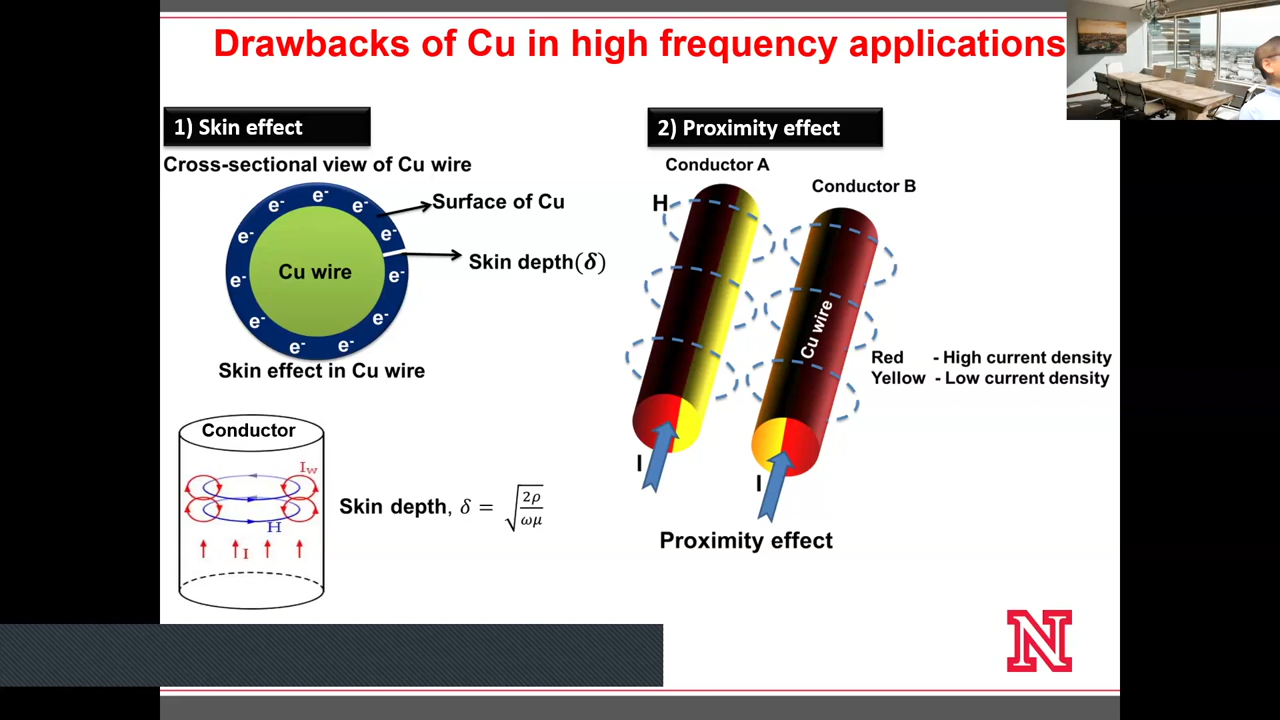 Drawbacks of Cu in high frequency applications
1) Skin effect
Cross-sectional view of Cu wire
e- e- e- e- e- e- e- e- e- e- e-
Surface of Cu
Skin depth(δ)
Cu wire
Skin effect in Cu wire
Conductor
Iw
H
I
Skin depth, δ = √(2ρ/ωμ)
2) Proximity effect
Conductor A
Conductor B
H
Cu wire
Red - High current density
Yellow - Low current density
I
I
Proximity effect
N